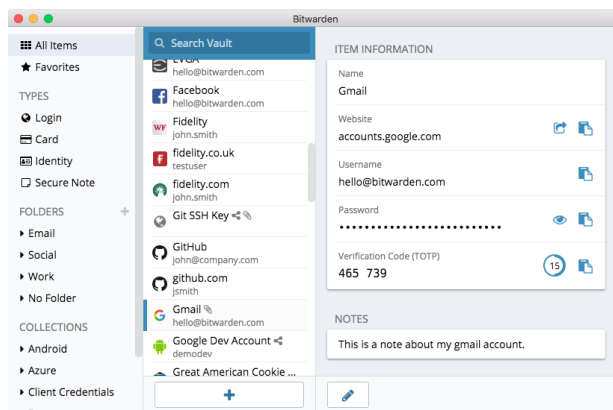 Bitwarden
All Items
Favorites
TYPES
Login
Card
Identity
Secure Note
FOLDERS
Email
Social
Work
No Folder
COLLECTIONS
Android
Azure
Client Credentials
Search Vault
EVGA
hello@bitwarden.com
Facebook
hello@bitwarden.com
Fidelity
john.smith
fidelity.co.uk
testuser
fidelity.com
john.smith
Git SSH Key
GitHub
john@company.com
github.com
jsmith
Gmail
hello@bitwarden.com
Google Dev Account
demodev
Great American Cookie ...
ITEM INFORMATION
Name
Gmail
Website
accounts.google.com
Username
hello@bitwarden.com
Password
••••••••••••••••••••••••
Verification Code (TOTP)
465 739
15
NOTES
This is a note about my gmail account.